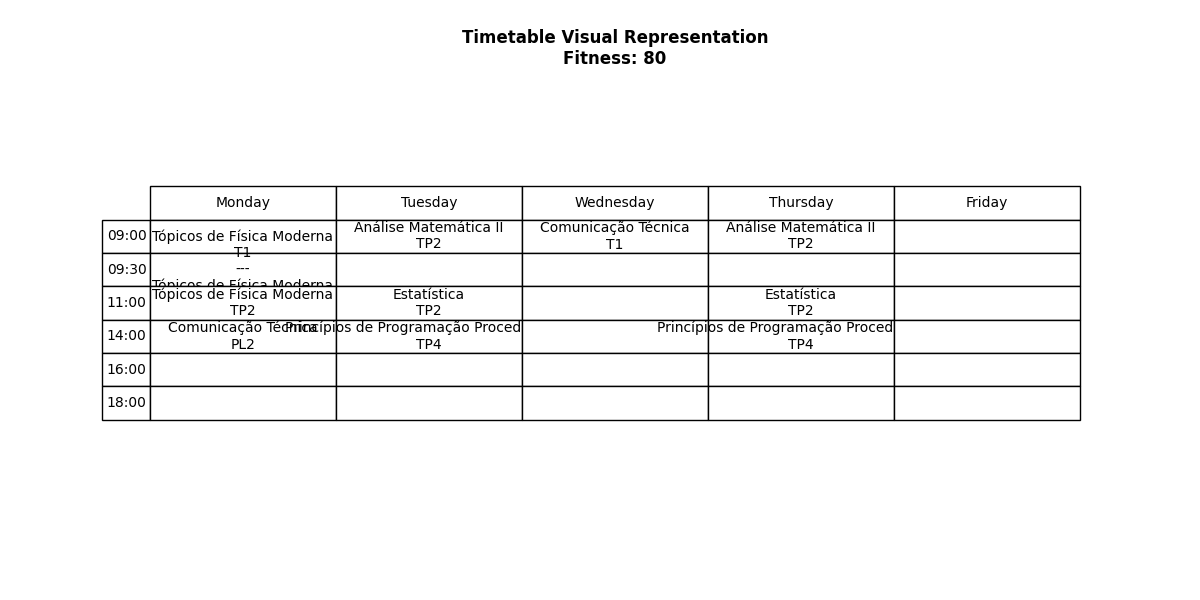 Timetable Visual Representation
Fitness: 80
Monday Tuesday Wednesday Thursday Friday
09:00
Tópicos de Física Moderna
T1
---
Tópicos de Física Moderna
Análise Matemática II
TP2
Comunicação Técnica
T1
Análise Matemática II
TP2
09:30
11:00
Tópicos de Física Moderna
TP2
Estatística
TP2
Estatística
TP2
14:00
Comunicação Técnica
PL2
Princípios de Programação Proced
TP4
Princípios de Programação Proced
TP4
16:00
18:00